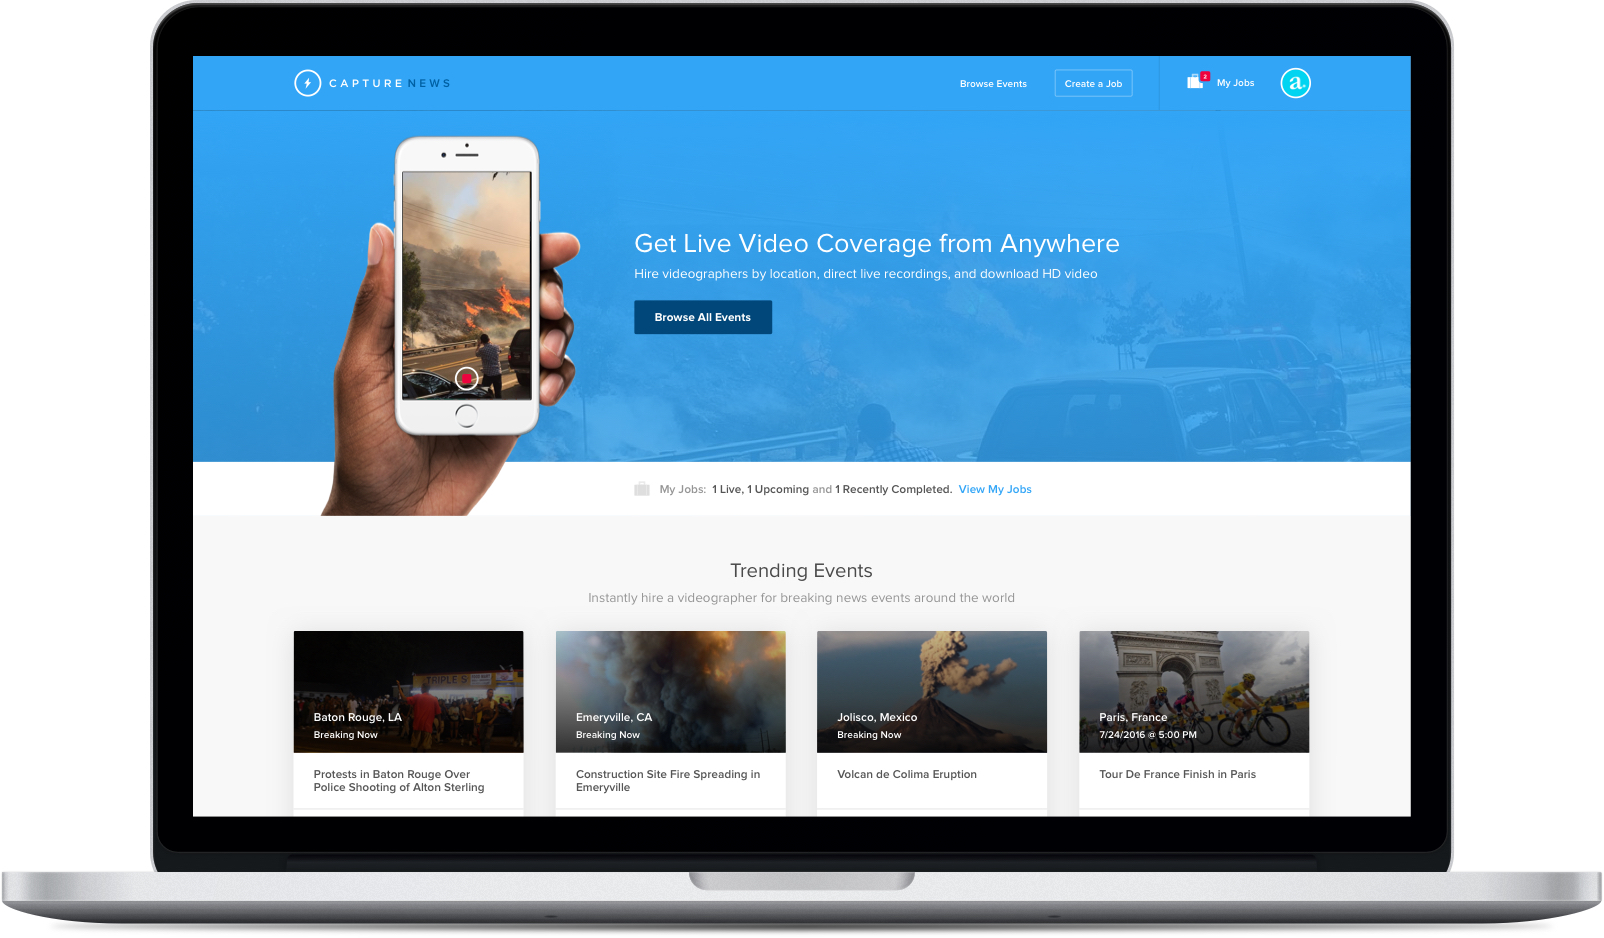 CAPTURE NEWS
Browse Events
Create a Job
2
My Jobs
a.
Get Live Video Coverage from Anywhere
Hire videographers by location, direct live recordings, and download HD video
Browse All Events
My Jobs: 1 Live, 1 Upcoming and 1 Recently Completed. View My Jobs
Trending Events
Instantly hire a videographer for breaking news events around the world
TRIPLE S
Baton Rouge, LA
Breaking Now
Protests in Baton Rouge Over
Police Shooting of Alton Sterling
Emeryville, CA
Breaking Now
Construction Site Fire Spreading in
Emeryville
Jolisco, Mexico
Breaking Now
Volcan de Colima Eruption
Paris, France
7/24/2016 @ 5:00 PM
Tour De France Finish in Paris